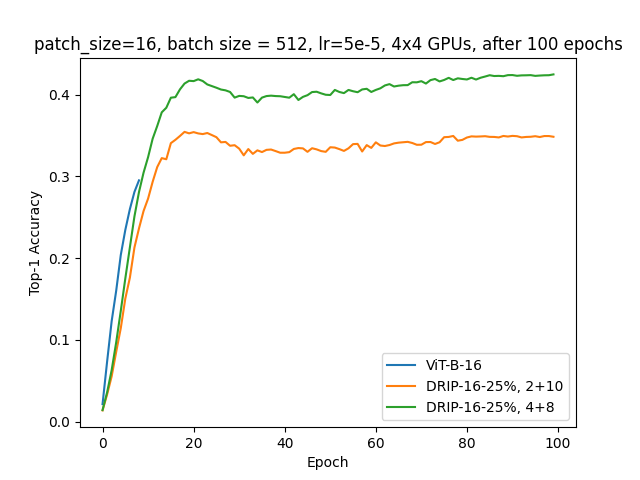 patch_size=16, batch size = 512, lr=5e-5, 4x4 GPUs, after 100 epochs
Top-1 Accuracy
0.4
0.3
0.2
0.1
0.0
ViT-B-16
DRIP-16-25%, 2+10
DRIP-16-25%, 4+8
0 20 40 60 80 100
Epoch